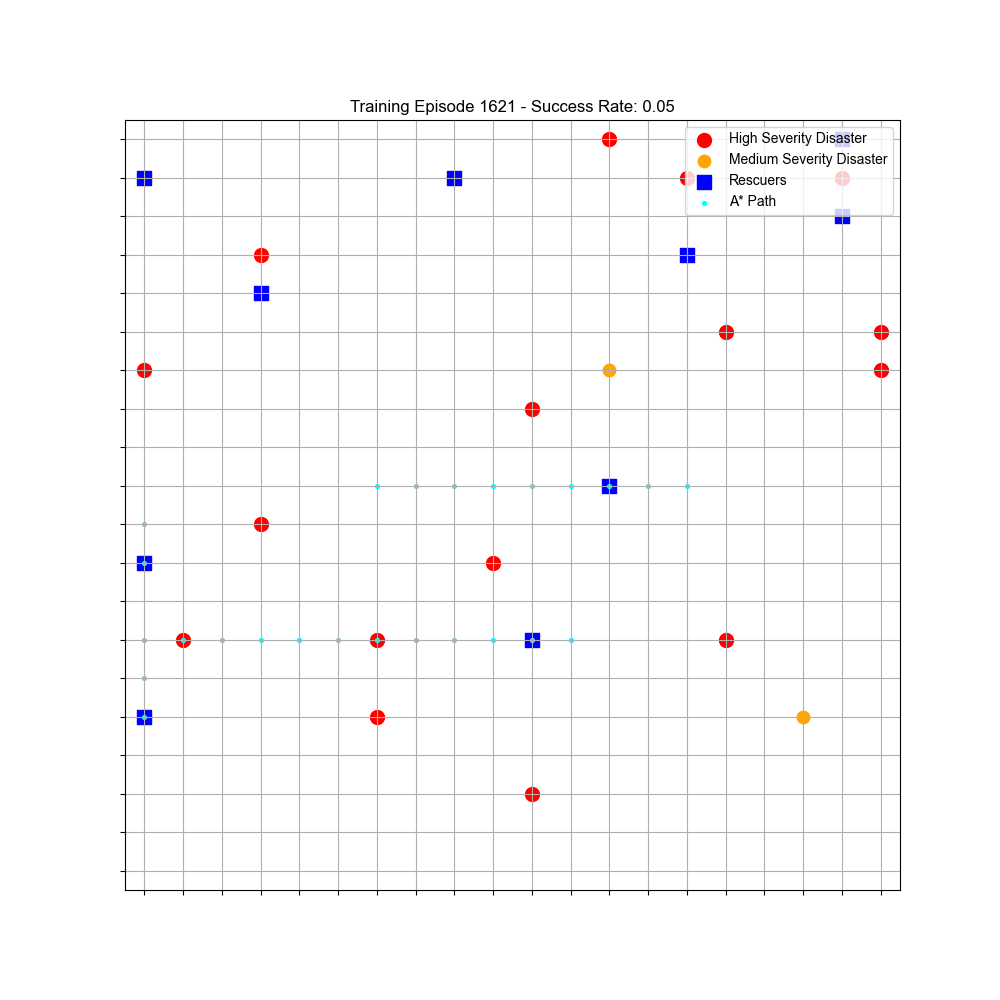 Training Episode 1621 - Success Rate: 0.05
High Severity Disaster
Medium Severity Disaster
Rescuers
A* Path